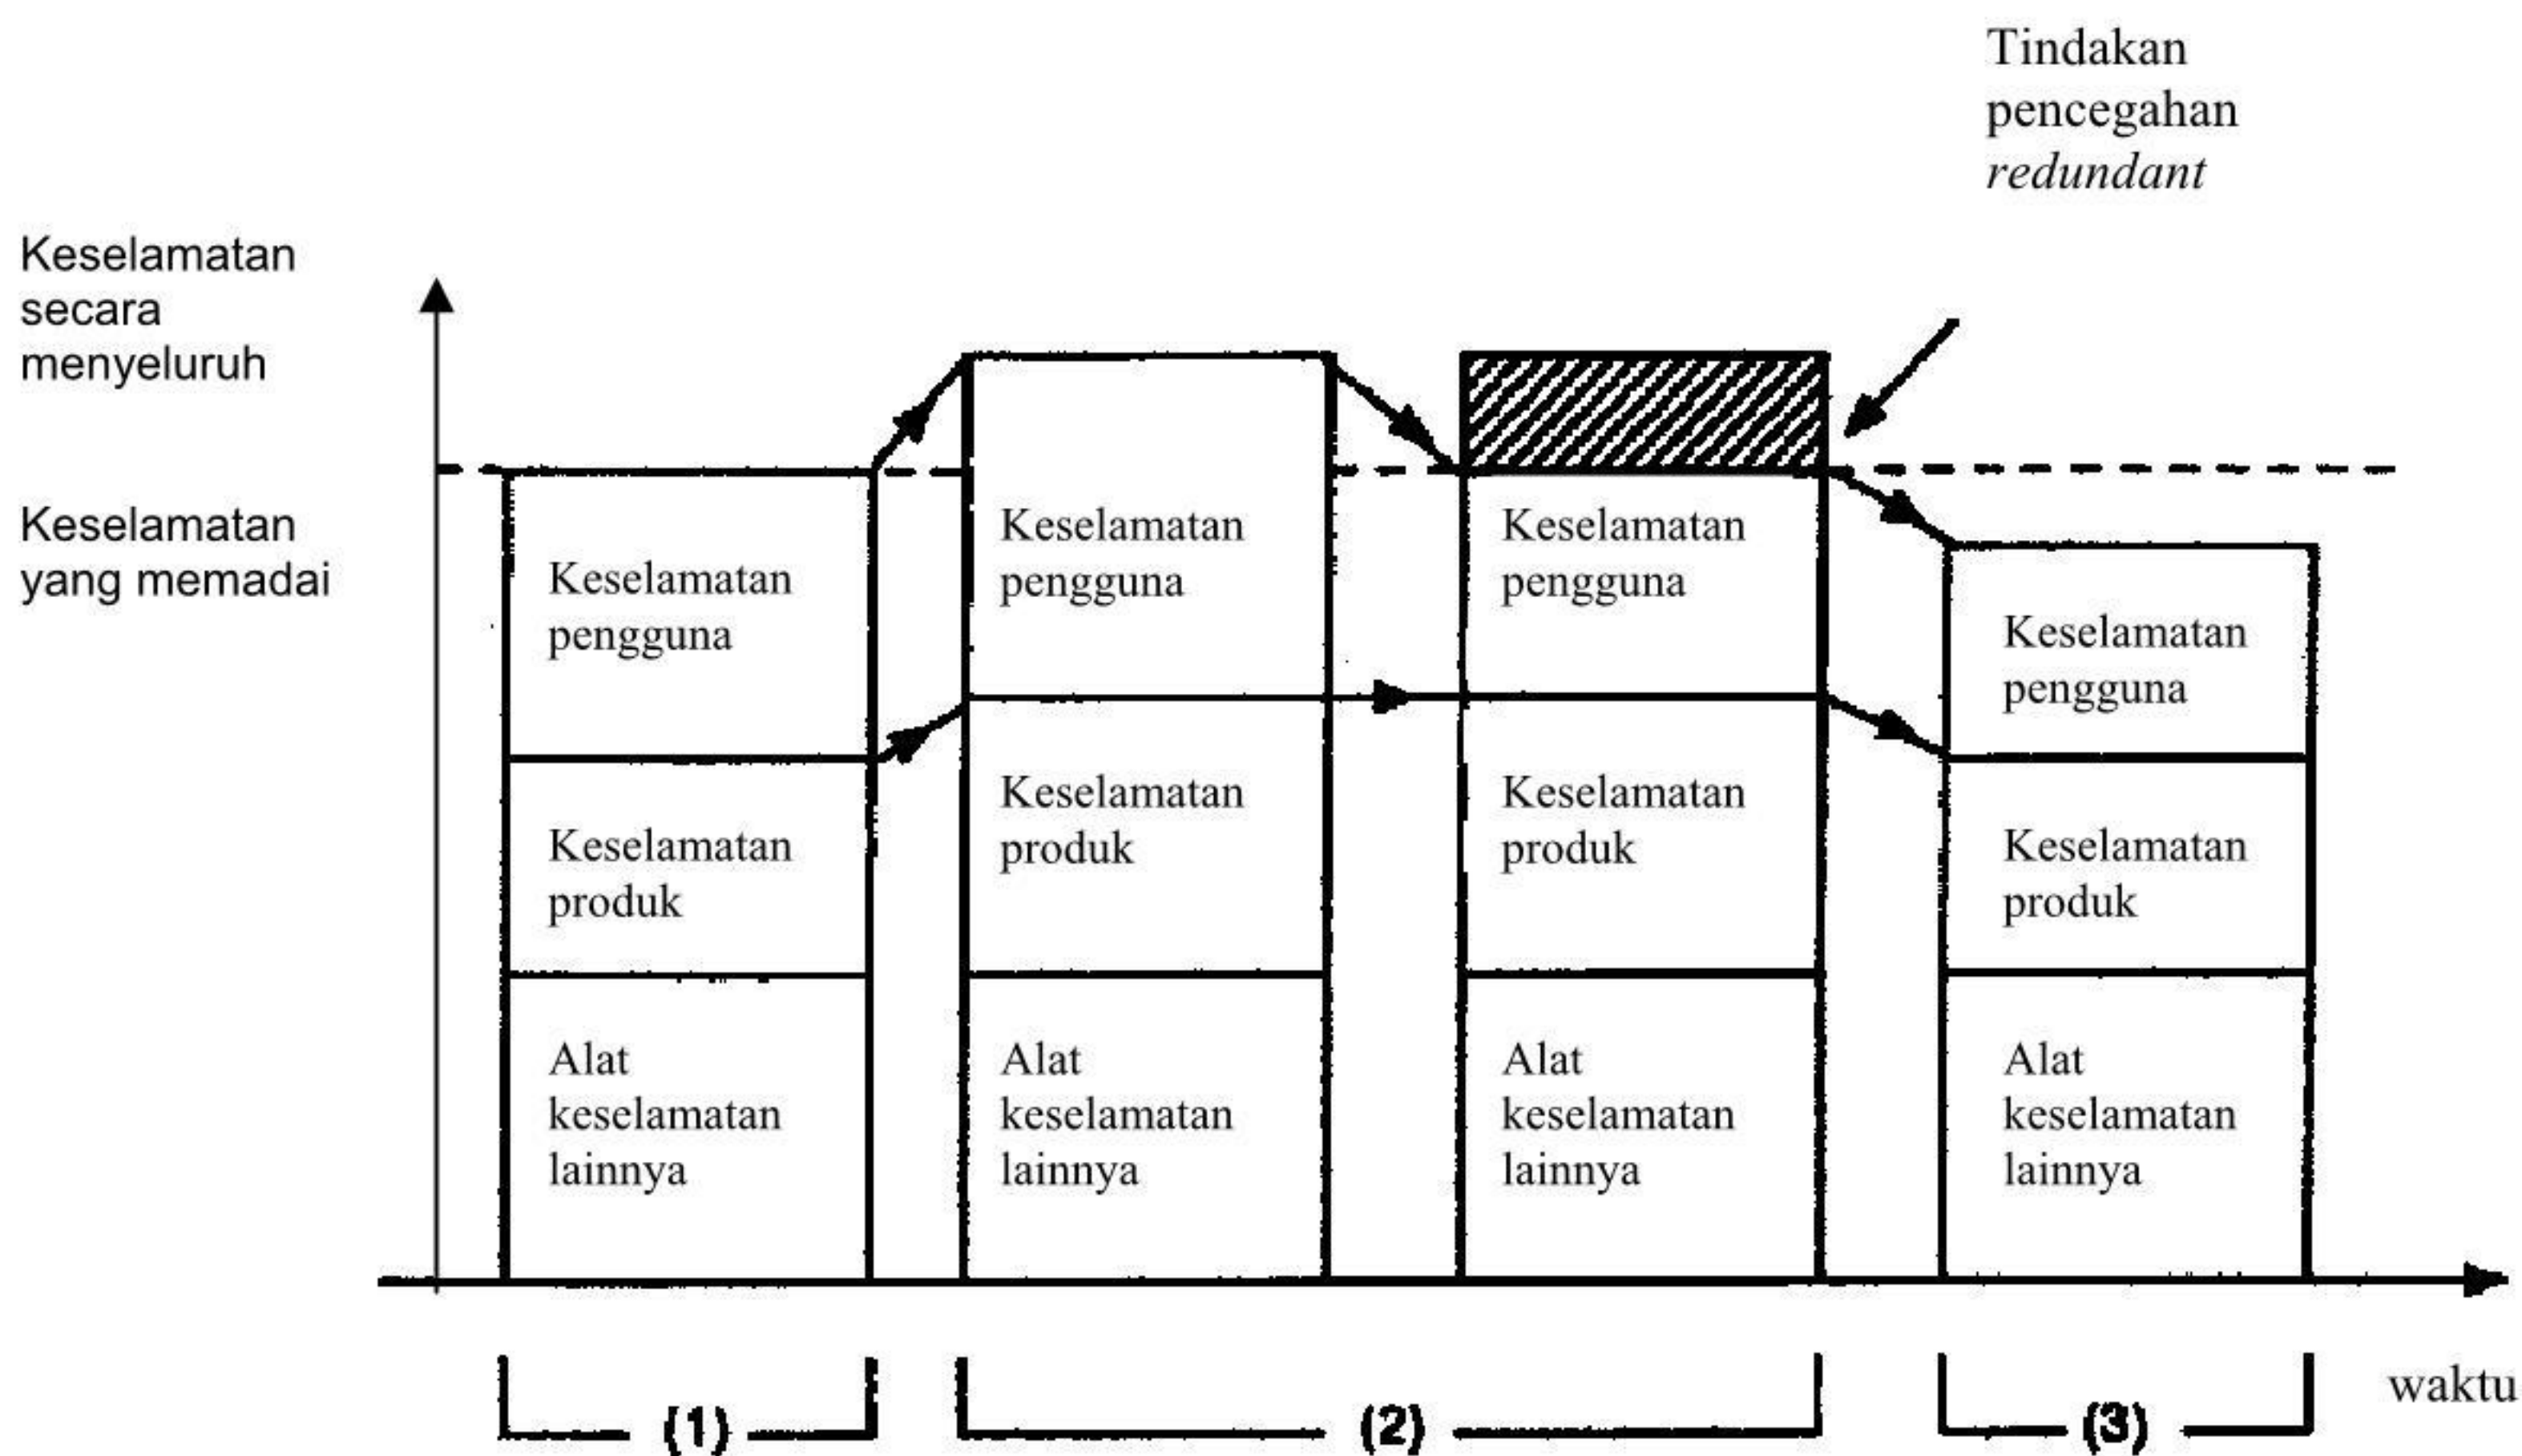 Tindakan
pencegahan
redundant
Keselamatan
secara
menyeluruh
Keselamatan
yang memadai
Keselamatan
pengguna
Keselamatan
produk
Alat
keselamatan
lainnya
Keselamatan
pengguna
Keselamatan
produk
Alat
keselamatan
lainnya
Keselamatan
pengguna
Keselamatan
produk
Alat
keselamatan
lainnya
Keselamatan
pengguna
Keselamatan
produk
Alat
keselamatan
lainnya
(1)
(2)
(3)
waktu